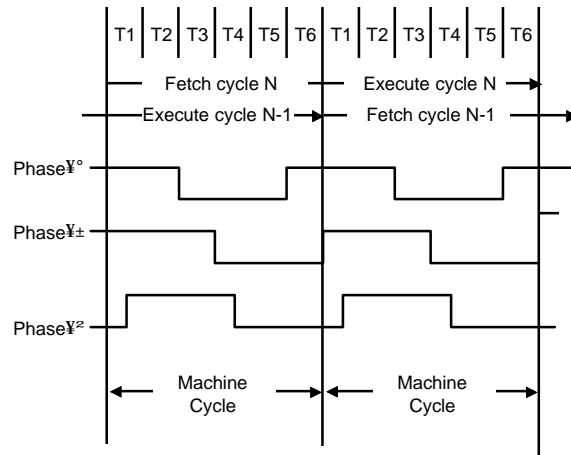 T1 T2 T3 T4 T5 T6 T1 T2 T3 T4 T5 T6
Fetch cycle N Execute cycle N
Execute cycle N-1 Fetch cycle N-1
Phase¥°
Phase¥±
Phase¥²
Machine Machine
Cycle Cycle